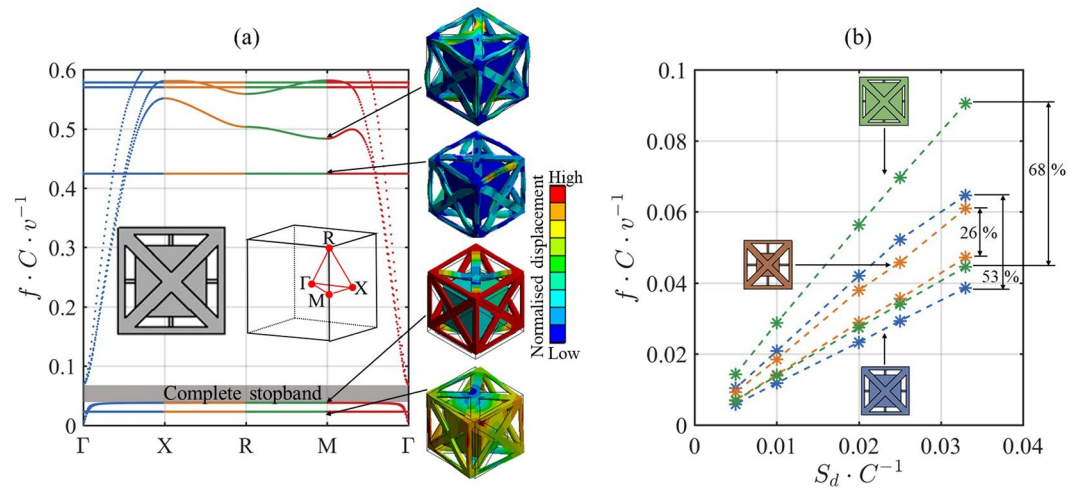 (a)
0.6
0.5
0.4
0.3
0.2
0.1
0
f · C · v⁻¹
Γ X R M Γ
R
Γ
X
M
Complete stopband
High
Normalised displacement
Low
(b)
0.1
0.08
0.06
0.04
0.02
0
f · C · v⁻¹
68 %
26 %
53 %
0 0.01 0.02 0.03 0.04
S_d · C⁻¹